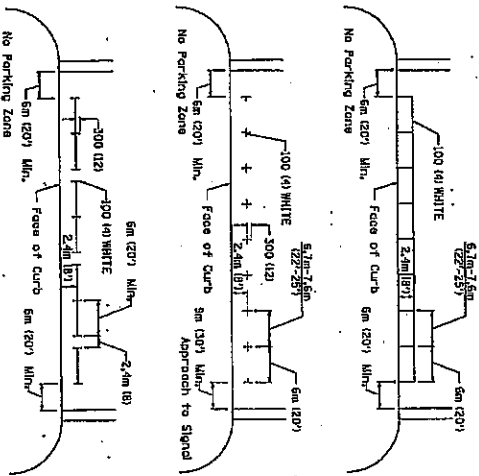 6.7m-7.6m
(22'-25')
6m (20')
100 (4) WHITE
2.4m (8')
6m (20') Min.
Face of Curb
6m (20') Min.
No Parking Zone
6.7m-7.6m
(22'-25')
6m (20')
100 (4) WHITE
300 (12)
2.4m (8')
6m (20') Min.
Face of Curb
9m (30') Min.
No Parking Zone
Approach to Signal
6m (20') Min.
2.4m (8)
300 (12)
100 (4) WHITE
2.4m (8')
6m (20') Min.
Face of Curb
6m (20') Min.
No Parking Zone